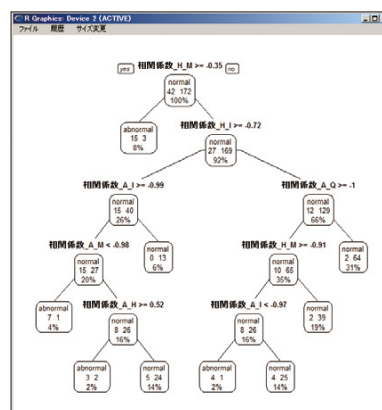 R Graphics: Device 2 (ACTIVE)
ファイル 履歴 サイズ変更
yes 相関係数_H_M >= -0.35 no
normal
42 172
100%
相関係数_H_I >= -0.72
abnormal
15 3
8%
normal
27 169
92%
相関係数_A_I >= -0.99 相関係数_A_Q >= -1
normal
15 40
26%
normal
12 129
66%
相関係数_A_M < -0.98 相関係数_H_M >= -0.91
normal
15 27
20%
normal
0 13
6%
normal
10 65
35%
normal
2 64
31%
相関係数_A_H >= 0.52 相関係数_A_I < -0.97
abnormal
7 1
4%
normal
8 26
16%
normal
8 26
16%
normal
2 39
19%
abnormal
3 2
2%
normal
5 24
14%
abnormal
4 1
2%
normal
4 25
14%